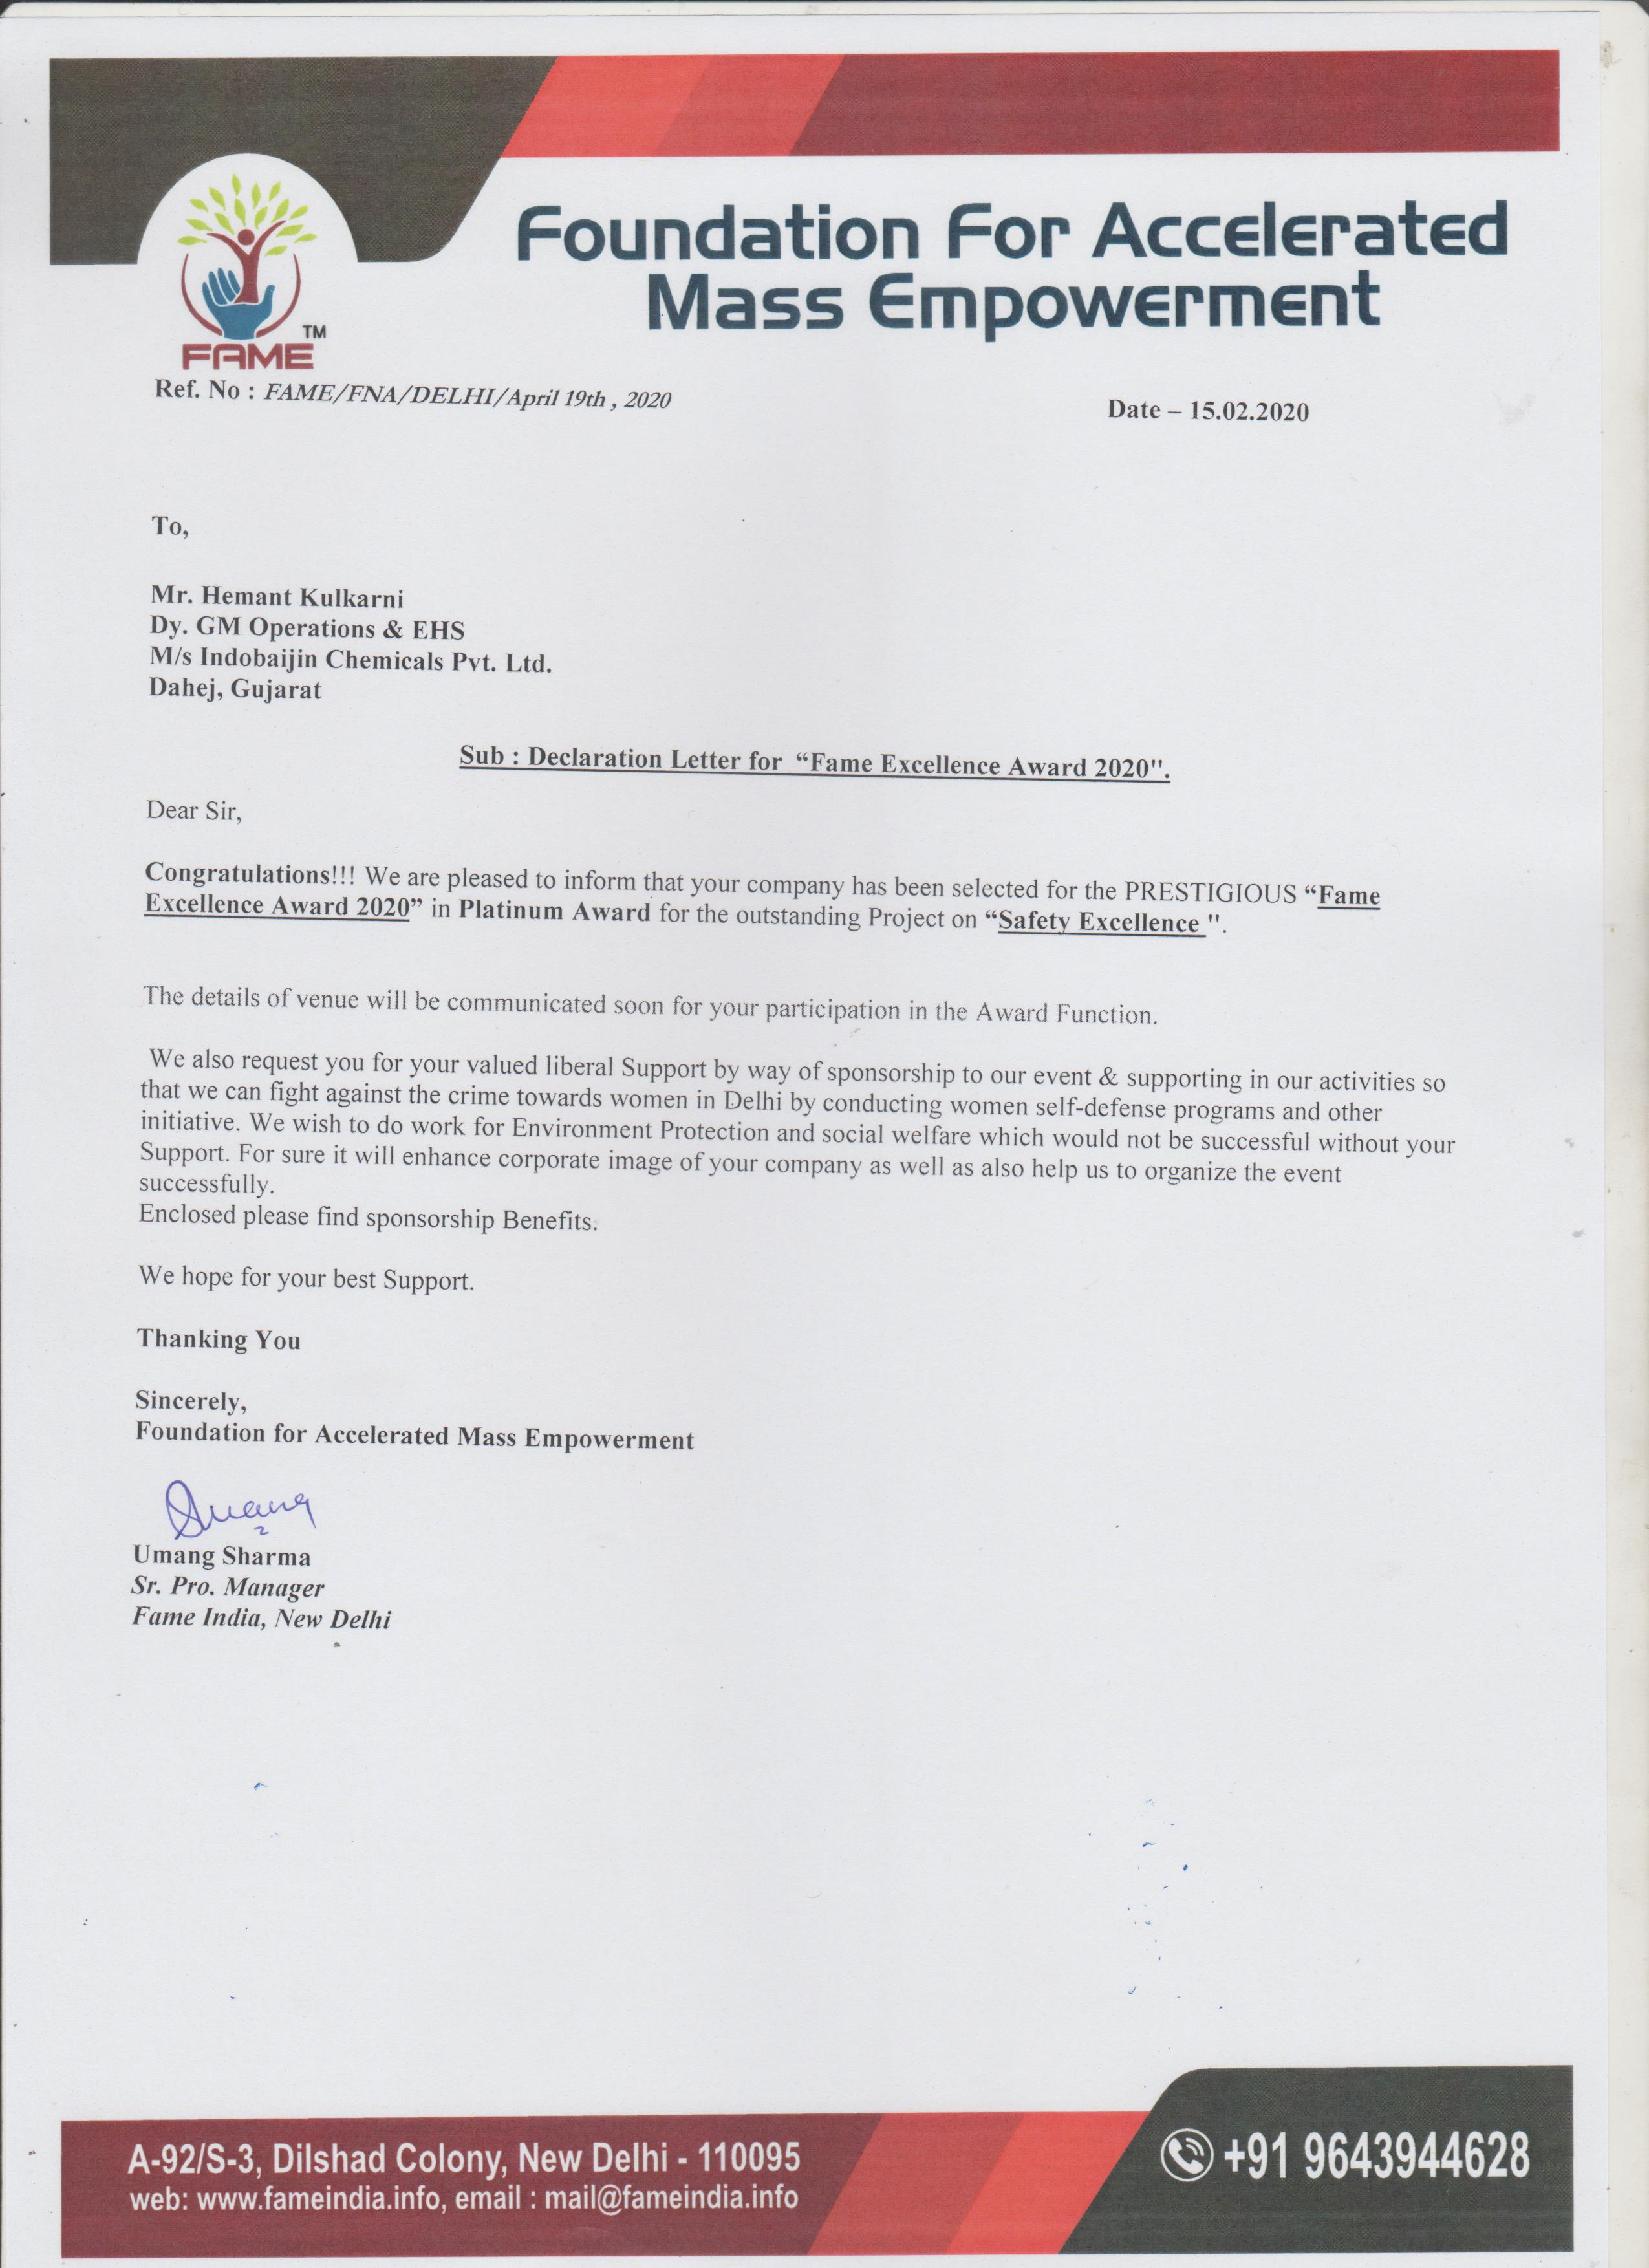 Foundation For Accelerated
Mass Empowerment
TM
FAME
Ref. No : FAME/FNA/DELHI/April 19th , 2020
Date – 15.02.2020
To,
Mr. Hemant Kulkarni
Dy. GM Operations & EHS
M/s Indobaijin Chemicals Pvt. Ltd.
Dahej, Gujarat
Sub : Declaration Letter for “Fame Excellence Award 2020".
Dear Sir,
Congratulations!!! We are pleased to inform that your company has been selected for the PRESTIGIOUS “Fame
Excellence Award 2020” in Platinum Award for the outstanding Project on “Safety Excellence ".
The details of venue will be communicated soon for your participation in the Award Function.
We also request you for your valued liberal Support by way of sponsorship to our event & supporting in our activities so
that we can fight against the crime towards women in Delhi by conducting women self-defense programs and other
initiative. We wish to do work for Environment Protection and social welfare which would not be successful without your
Support. For sure it will enhance corporate image of your company as well as also help us to organize the event
successfully.
Enclosed please find sponsorship Benefits.
We hope for your best Support.
Thanking You
Sincerely,
Foundation for Accelerated Mass Empowerment
Umang Sharma
Sr. Pro. Manager
Fame India, New Delhi
A-92/S-3, Dilshad Colony, New Delhi - 110095
web: www.fameindia.info, email : mail@fameindia.info
+91 9643944628